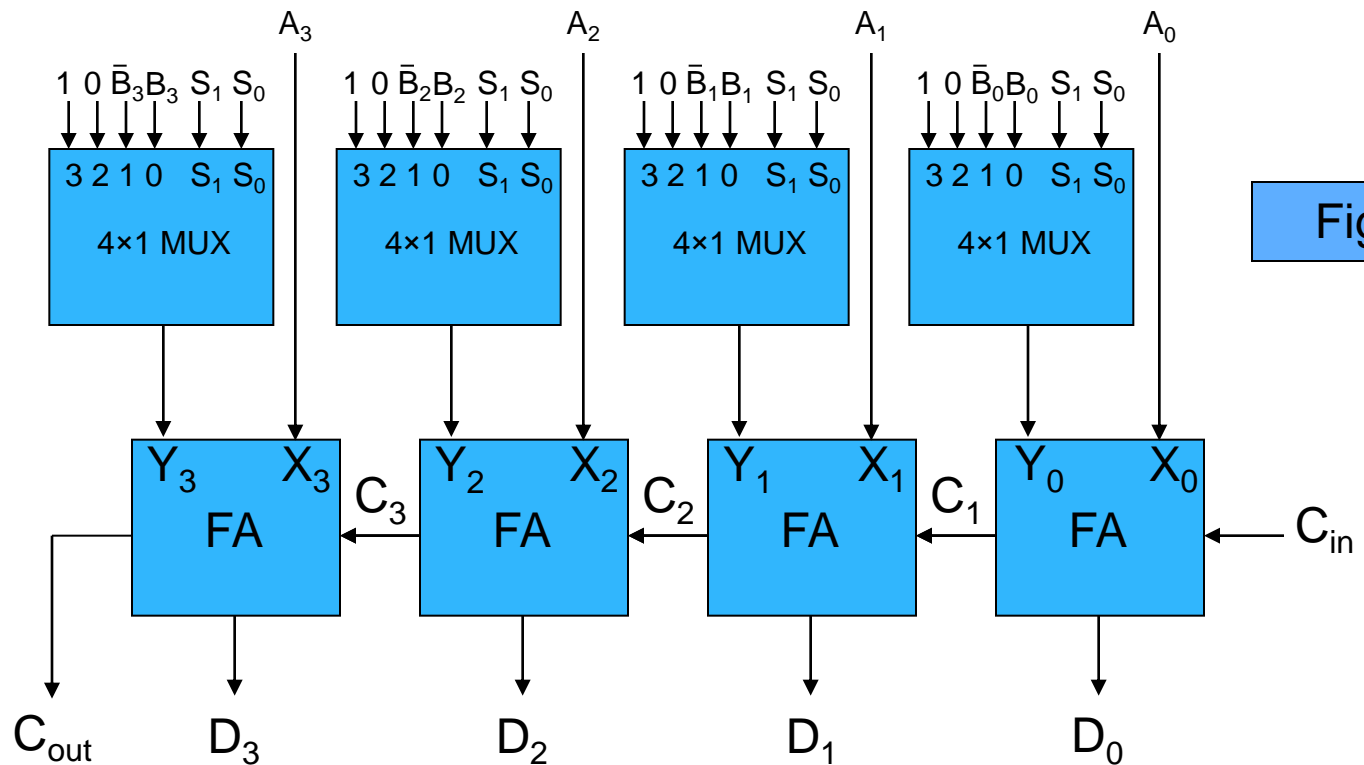 A₃ A₂ A₁ A₀
1 0 B̄₃ B₃ S₁ S₀ 1 0 B̄₂ B₂ S₁ S₀ 1 0 B̄₁ B₁ S₁ S₀ 1 0 B̄₀ B₀ S₁ S₀
3 2 1 0 S₁ S₀ 3 2 1 0 S₁ S₀ 3 2 1 0 S₁ S₀ 3 2 1 0 S₁ S₀
4×1 MUX 4×1 MUX 4×1 MUX 4×1 MUX
Y₃ X₃ Y₂ X₂ Y₁ X₁ Y₀ X₀
C₃ C₂ C₁
FA FA FA FA C_in
C_out D₃ D₂ D₁ D₀